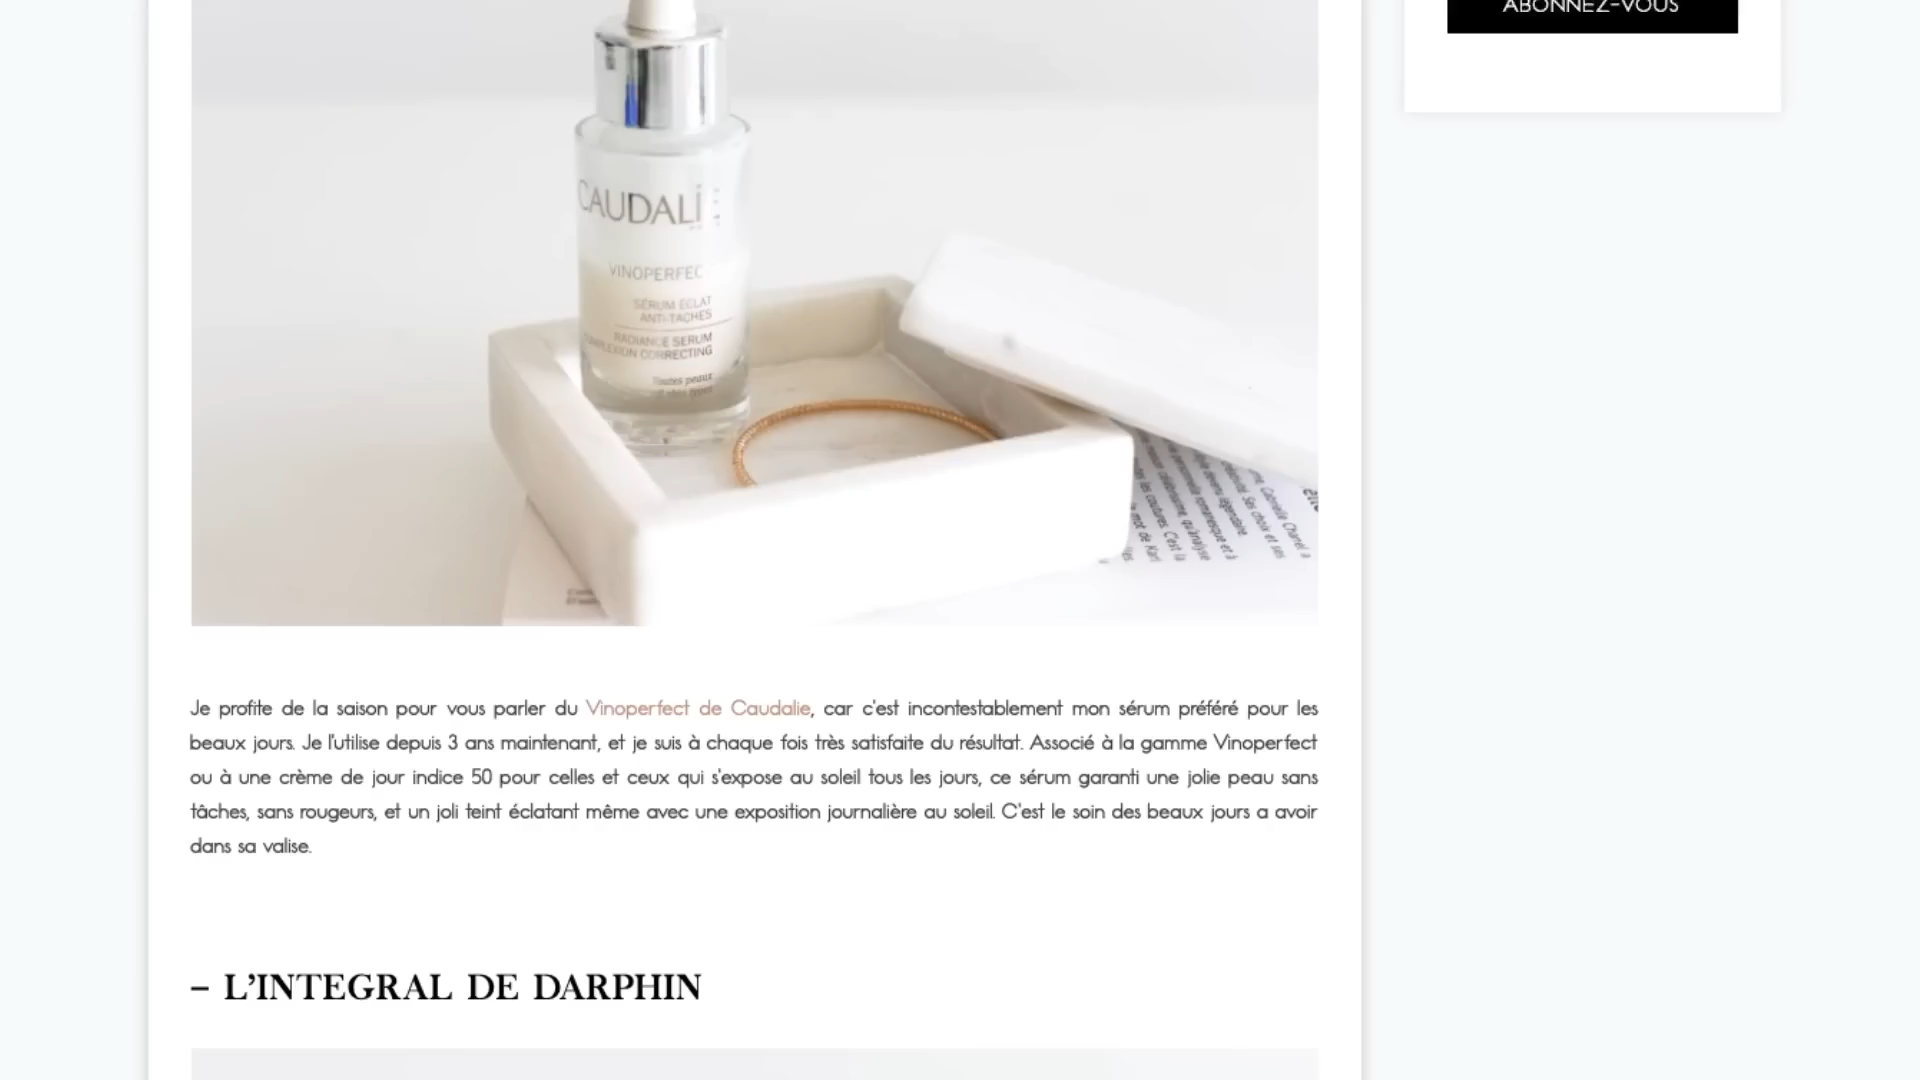 ABONNEZ-VOUS
CAUDALÍ
VINOPERFEC
SÉRUM ÉCLAT
ANTI-TACHES
RADIANCE SERUM
COMPLEXION CORRECTING
Toutes peaux
Je profite de la saison pour vous parler du Vinoperfect de Caudalie, car c'est incontestablement mon sérum préféré pour les
beaux jours. Je l'utilise depuis 3 ans maintenant, et je suis à chaque fois très satisfaite du résultat. Associé à la gamme Vinoperfect
ou à une crème de jour indice 50 pour celles et ceux qui s'expose au soleil tous les jours, ce sérum garanti une jolie peau sans
tâches, sans rougeurs, et un joli teint éclatant même avec une exposition journalière au soleil. C'est le soin des beaux jours a avoir
dans sa valise.
– L'INTEGRAL DE DARPHIN